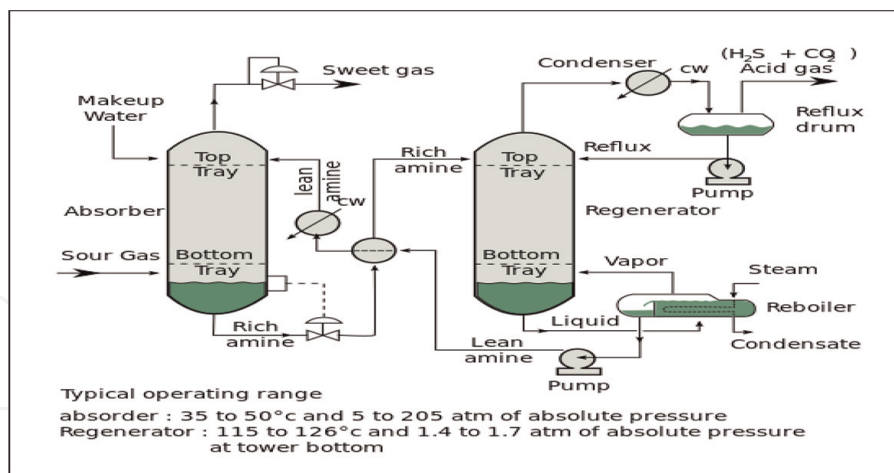 (H2S + CO2 )
Condenser
cw
Acid gas
Sweet gas
Makeup
Water
Reflux
drum
Top
Tray
lean
amine
Rich
amine
Top
Tray
Reflux
Pump
Absorber
cw
Regenerator
Sour Gas
Bottom
Tray
Bottom
Tray
Vapor
Steam
Reboiler
Rich
amine
Liquid
Lean
amine
Condensate
Pump
Typical operating range
absorder : 35 to 50°c and 5 to 205 atm of absolute pressure
Regenerator : 115 to 126°c and 1.4 to 1.7 atm of absolute pressure
at tower bottom